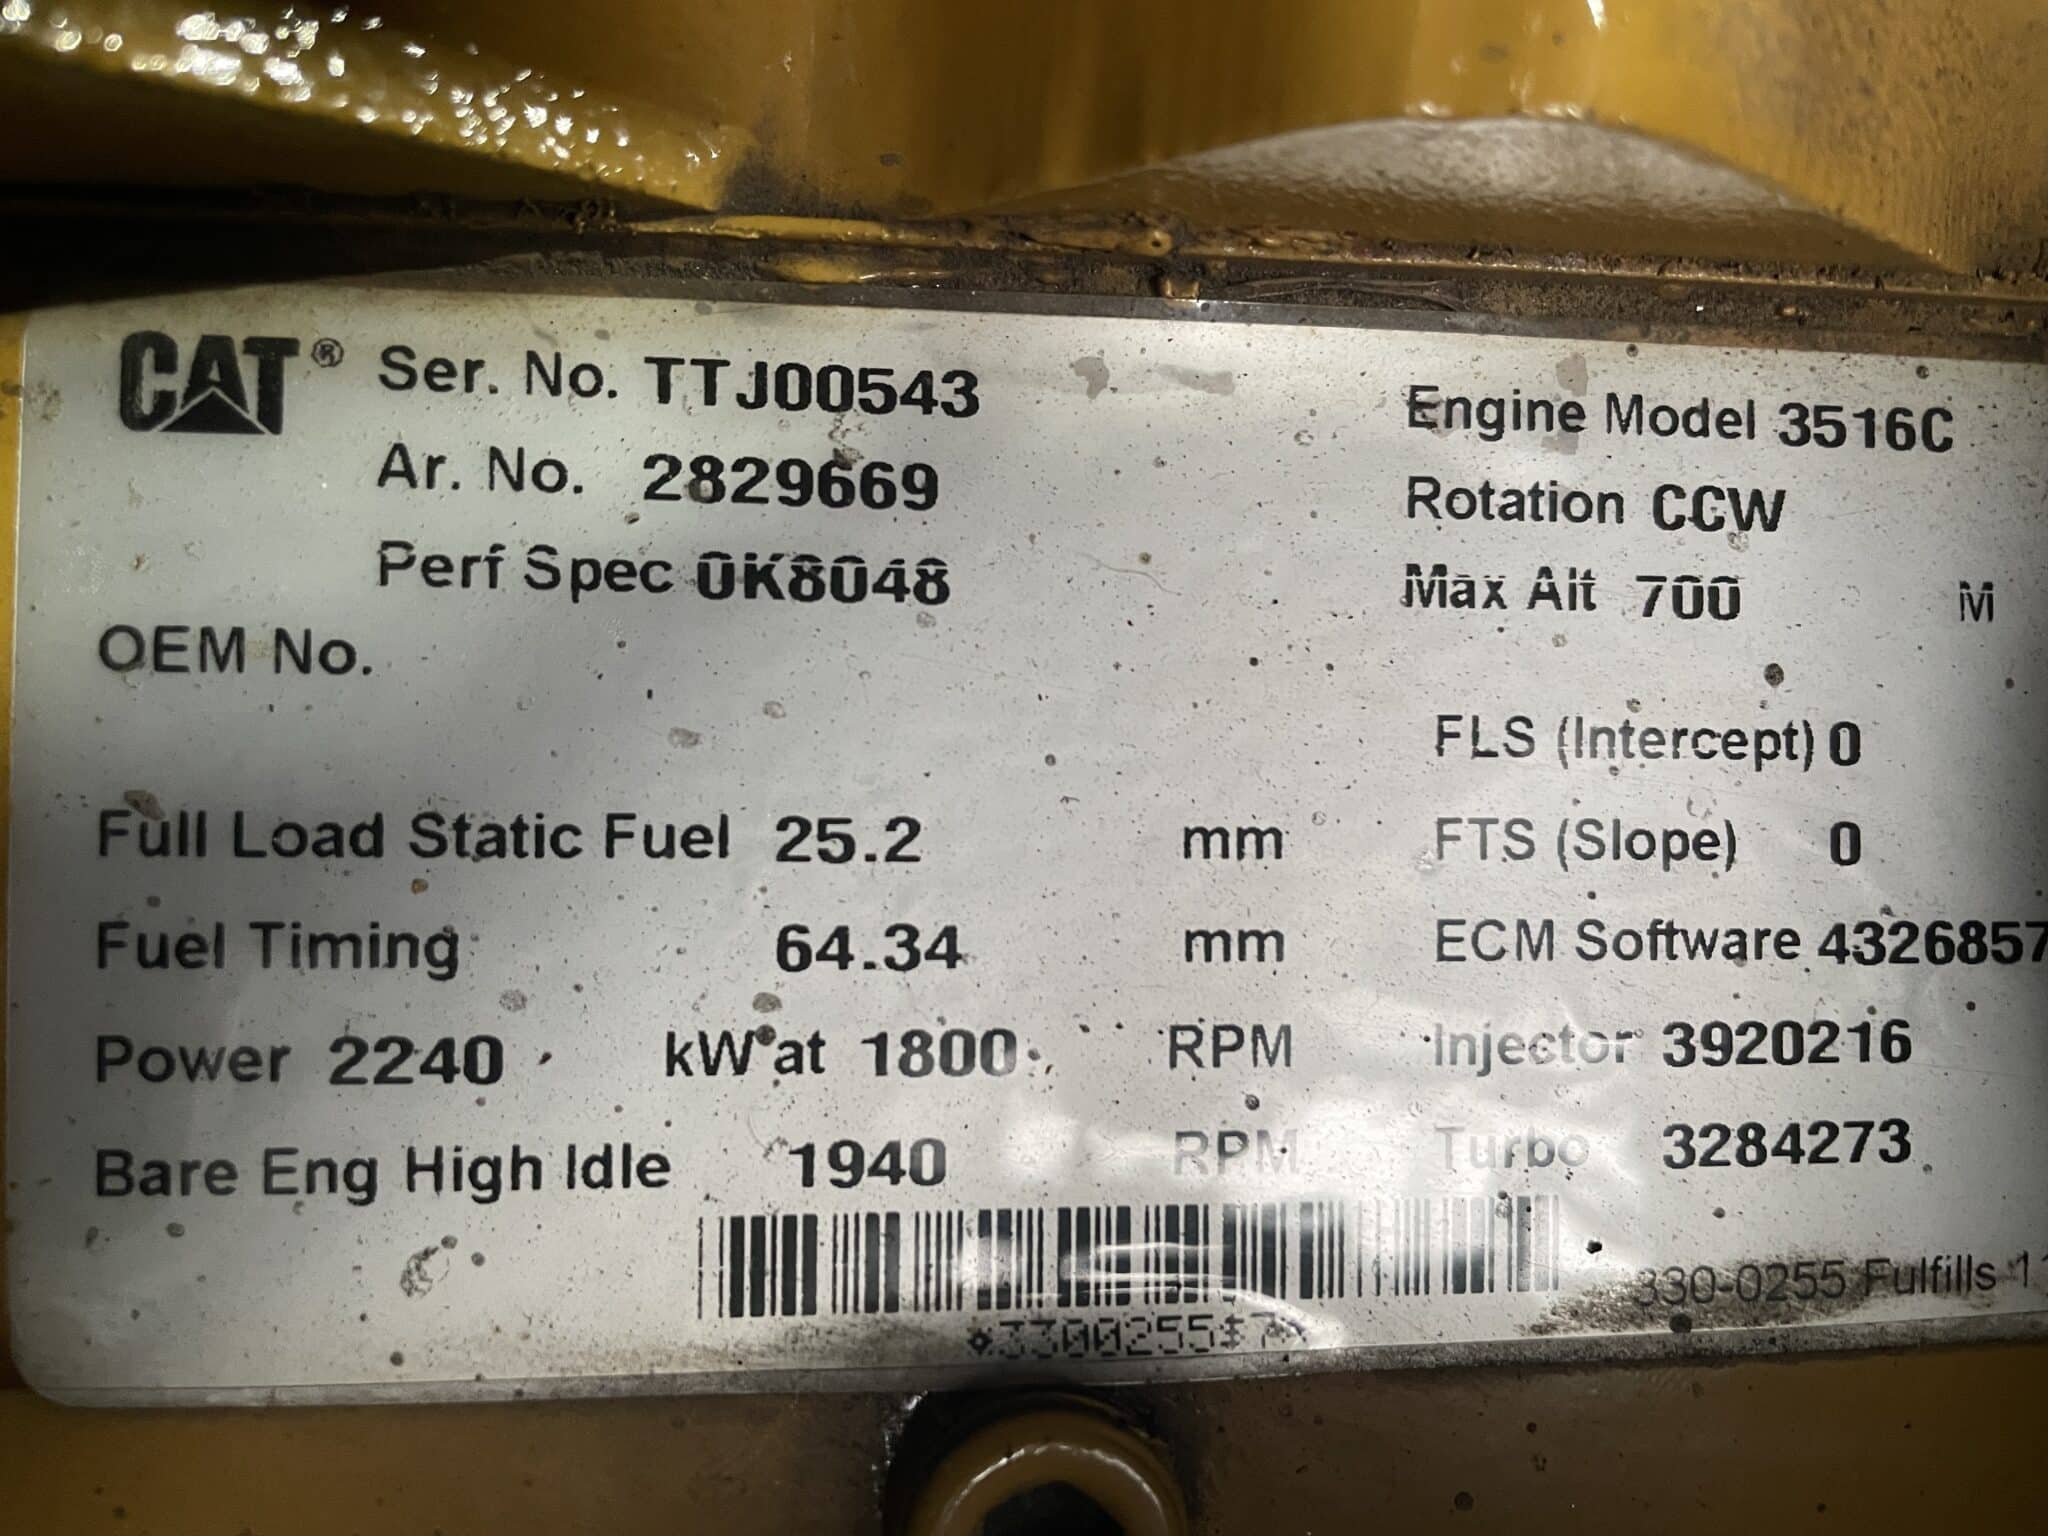 CAT® Ser. No. TTJ00543 Engine Model 3516C
Ar. No. 2829669 Rotation CCW
Perf Spec 0K8048 Max Alt 700 M
OEM No.
FLS (Intercept) 0
Full Load Static Fuel 25.2 mm FTS (Slope) 0
Fuel Timing 64.34 mm ECM Software 4326857
Power 2240 kW at 1800 RPM Injector 3920216
Bare Eng High Idle 1940 RPM Turbo 3284273
330-0255 Fulfills